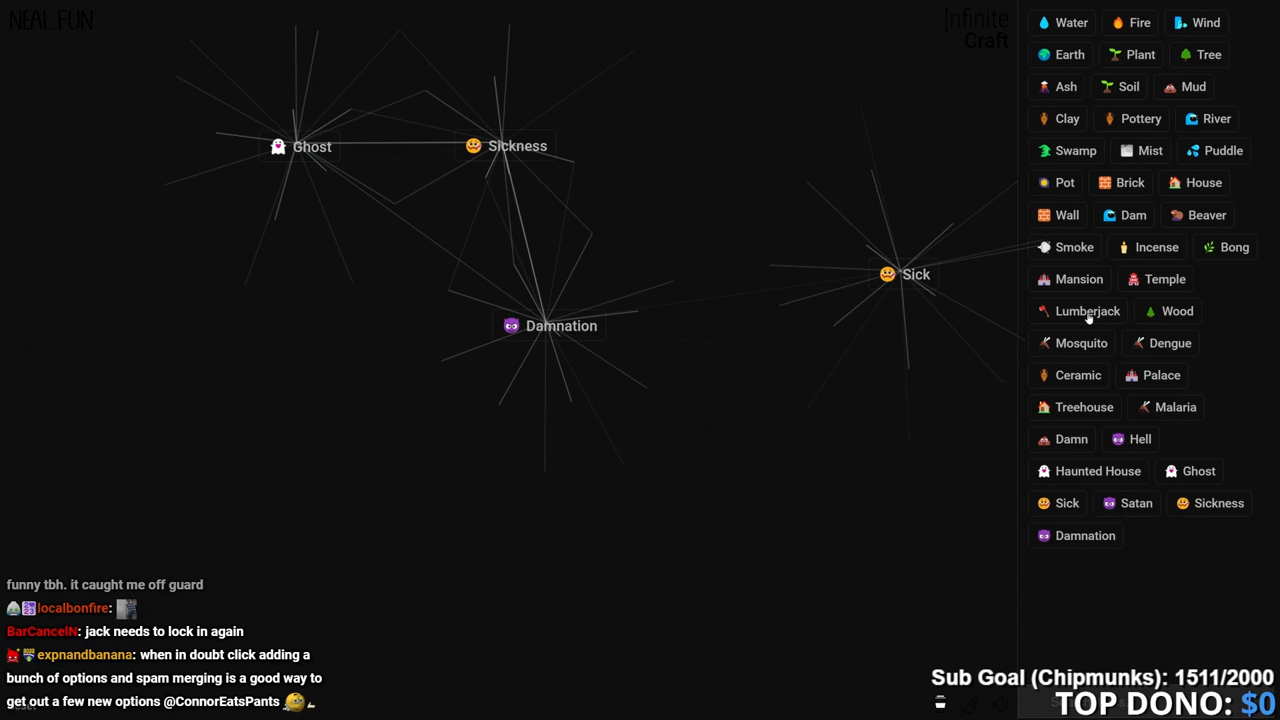 NEAL.FUN
Infinite
Craft
Ghost
Sickness
Sick
Damnation
Water Fire Wind
Earth Plant Tree
Ash Soil Mud
Clay Pottery River
Swamp Mist Puddle
Pot Brick House
Wall Dam Beaver
Smoke Incense Bong
Mansion Temple
Lumberjack Wood
Mosquito Dengue
Ceramic Palace
Treehouse Malaria
Damn Hell
Haunted House Ghost
Sick Satan Sickness
Damnation
funny tbh. it caught me off guard
localbonfire:
BarCancelN: jack needs to lock in again
expnandbanana: when in doubt click adding a
bunch of options and spam merging is a good way to
get out a few new options @ConnorEatsPants
Sub Goal (Chipmunks): 1511/2000
TOP DONO: $0